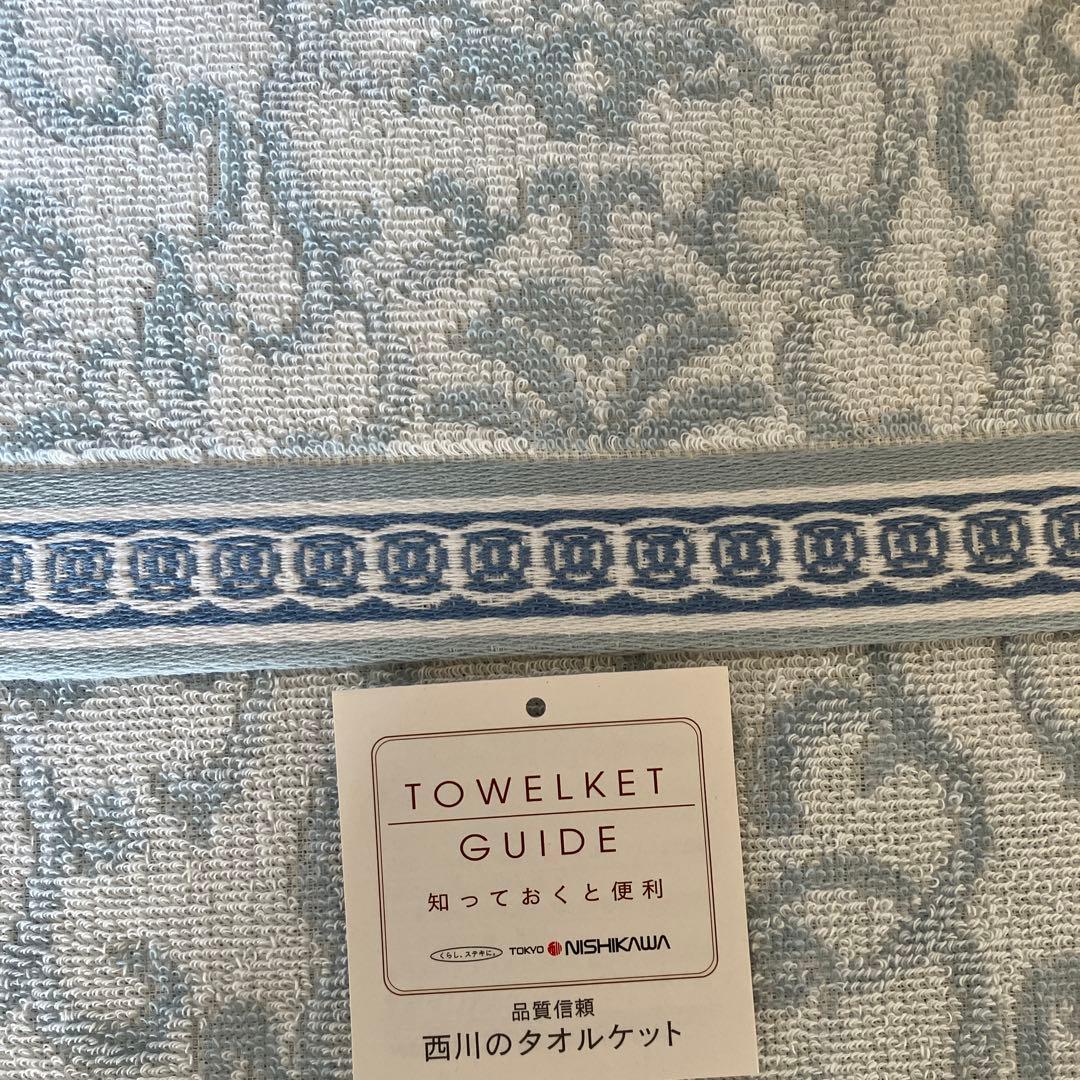 TOWELKET
GUIDE
知っておくと便利
くらし、ステキに。 TOKYO NISHIKAWA
品質信頼
西川のタオルケット